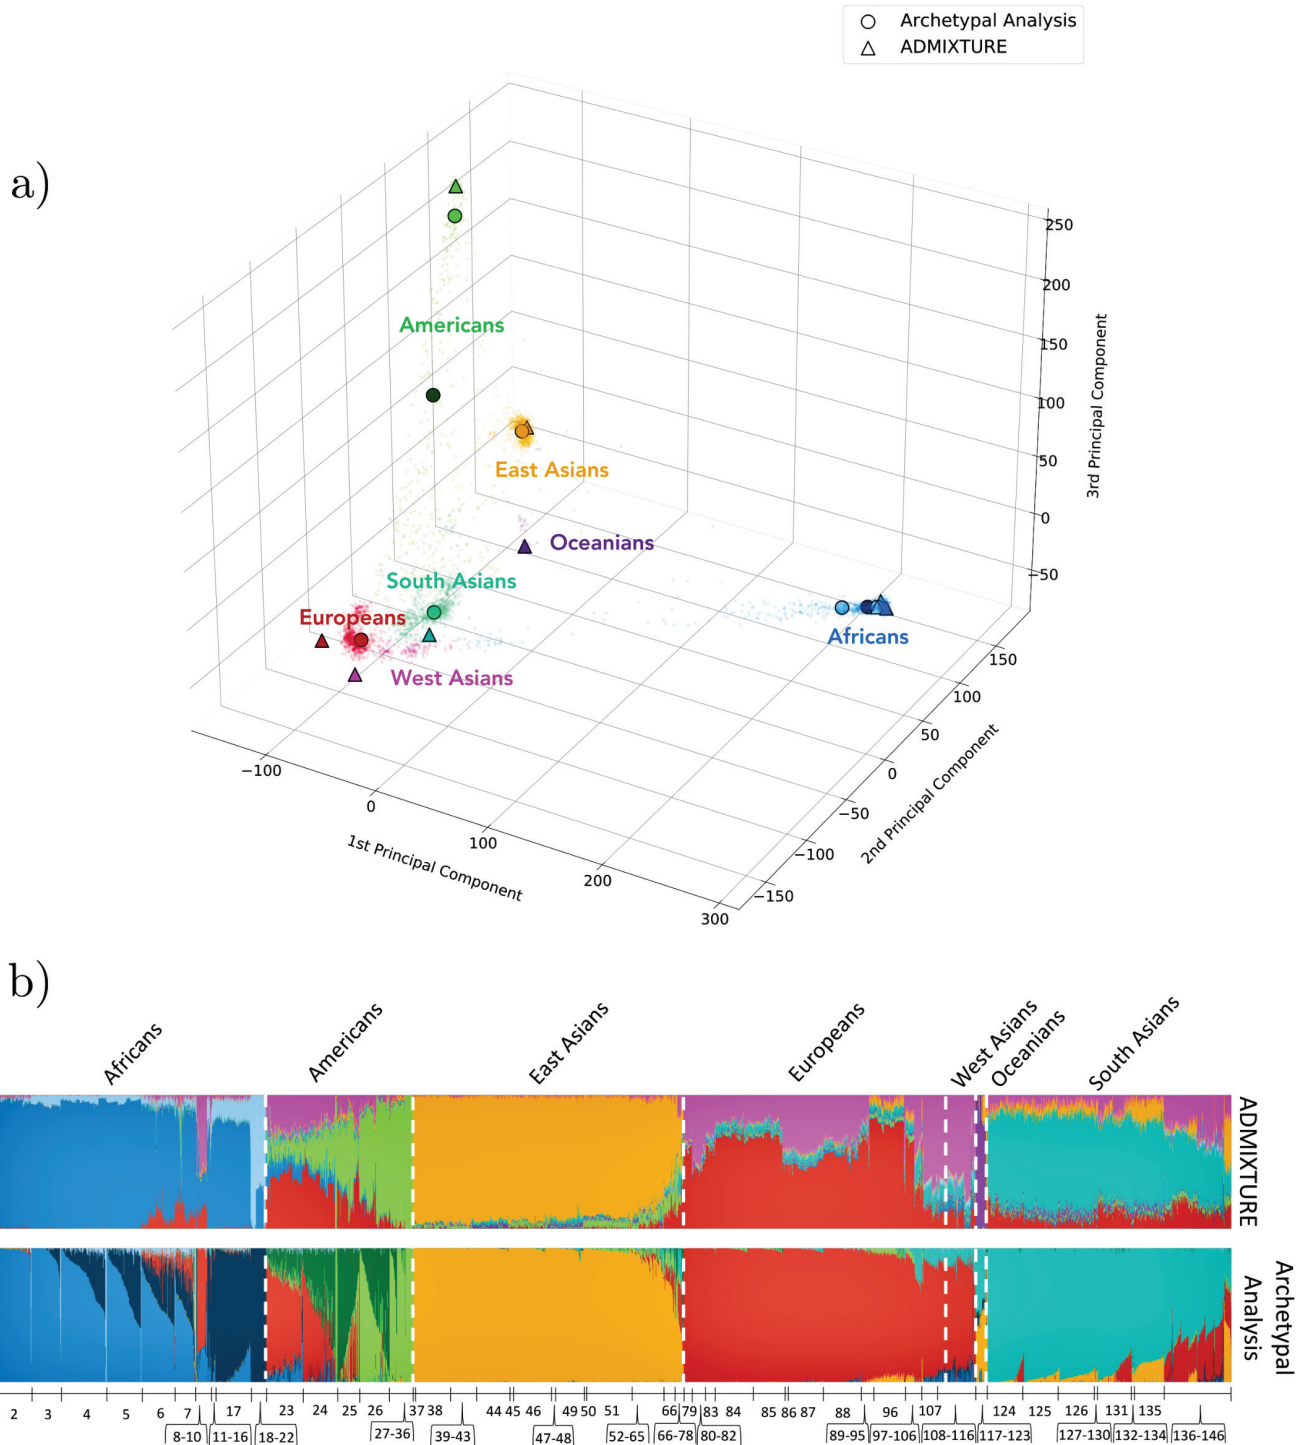 Archetypal Analysis
ADMIXTURE
a)
250
200
150
100
50
0
−50
3rd Principal Component
Americans
East Asians
Oceanians
South Asians
Europeans
West Asians
Africans
150
100
50
0
−50
−100
−150
2nd Principal Component
−100
0
100
200
300
1st Principal Component
b)
Africans
Americans
East Asians
Europeans
West Asians
Oceanians
South Asians
ADMIXTURE
Archetypal
Analysis
2 3 4 5 6 7 17 23 24 25 26 37 38 44 45 46 49 50 51 66 79 83 84 85 86 87 88 96 107 124 125 126 131 135
8-10 11-16 18-22 27-36 39-43 47-48 52-65 66-78 80-82 89-95 97-106 108-116 117-123 127-130 132-134 136-146